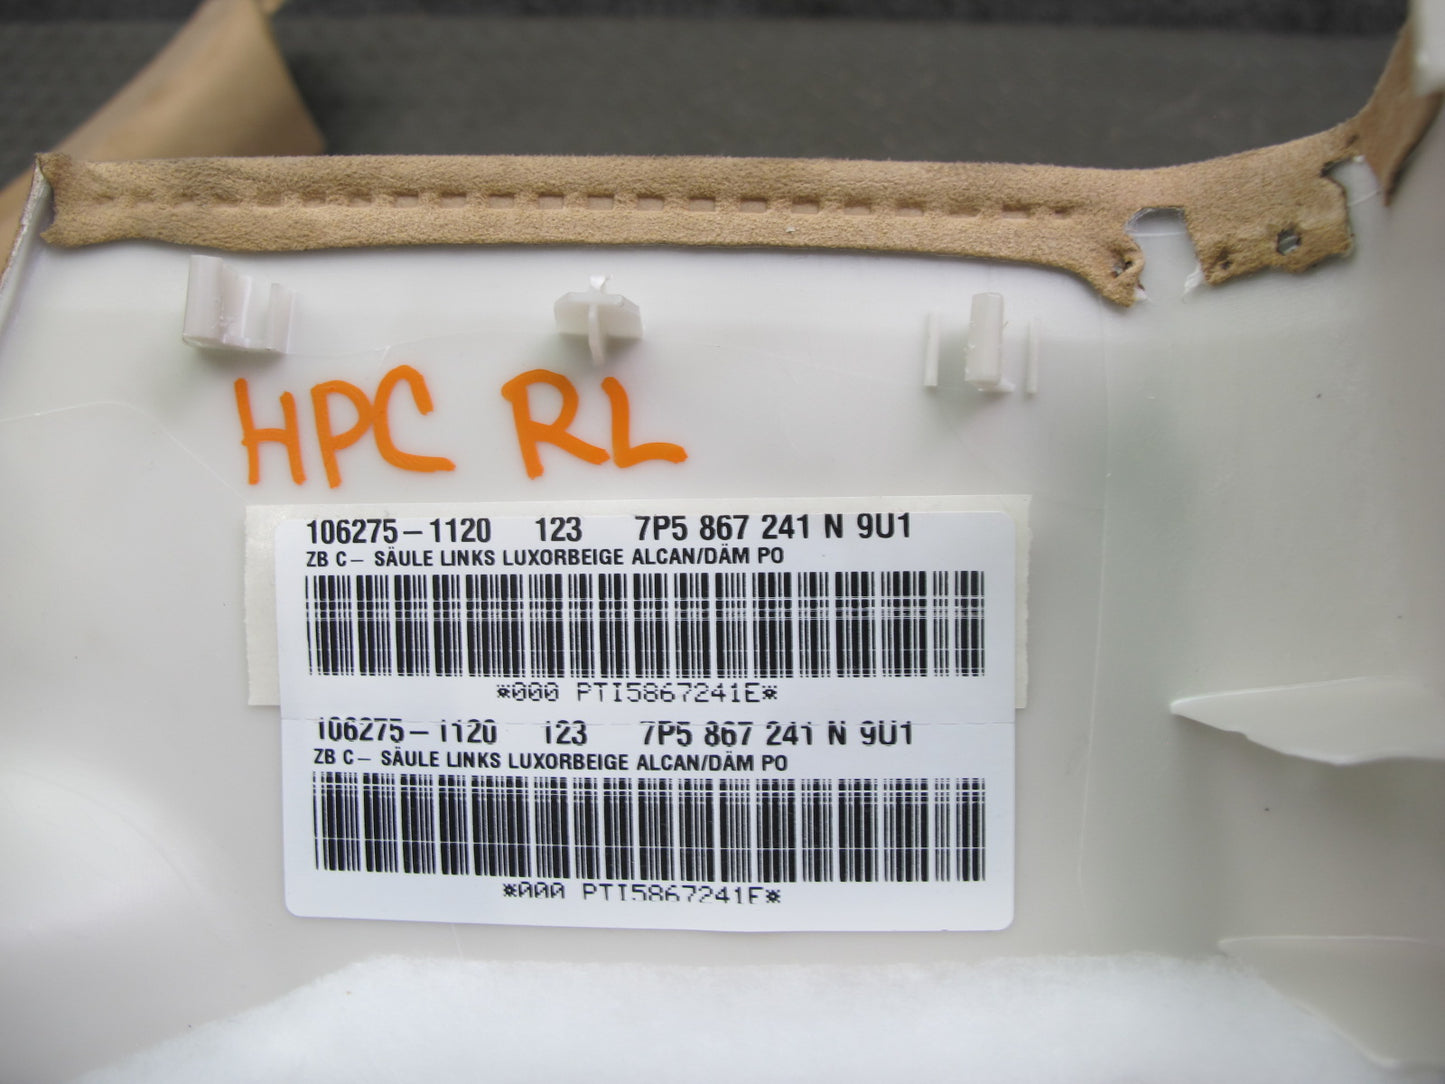 HPC RL
106275-1120 123 7P5 867 241 N 9U1
ZB C- SÄULE LINKS LUXORBEIGE ALCAN/DÄM PO
*000 PTI5867241E*
106275-1120 123 7P5 867 241 N 9U1
ZB C- SÄULE LINKS LUXORBEIGE ALCAN/DÄM PO
*000 PTI5867241E*